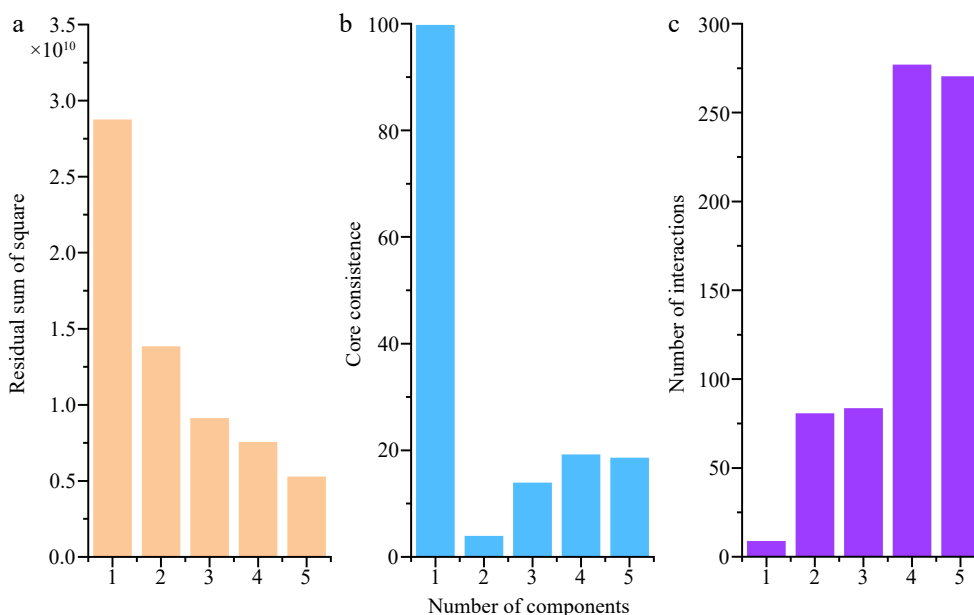 a
×10¹⁰
Residual sum of square
3.5
3.0
2.5
2.0
1.5
1.0
0.5
0.0
1 2 3 4 5
b
Core consistence
100
80
60
40
20
0
1 2 3 4 5
Number of components
c
Number of interactions
300
250
200
150
100
50
0
1 2 3 4 5